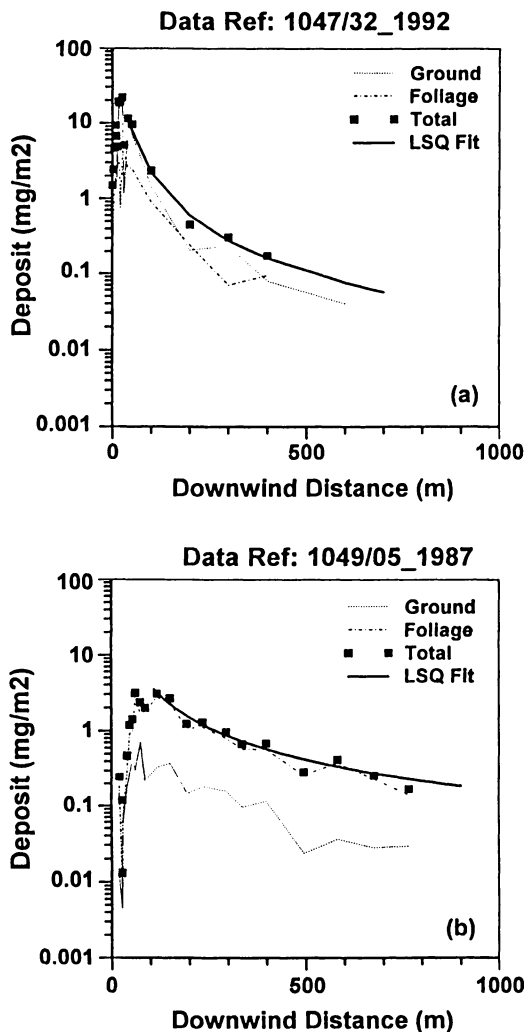 Data Ref: 1047/32_1992
100
10
1
0.1
0.01
0.001
Deposit (mg/m2)
Ground
Foliage
Total
LSQ Fit
(a)
0
500
1000
Downwind Distance (m)
Data Ref: 1049/05_1987
100
10
1
0.1
0.01
0.001
Deposit (mg/m2)
Ground
Foliage
Total
LSQ Fit
(b)
0
500
1000
Downwind Distance (m)